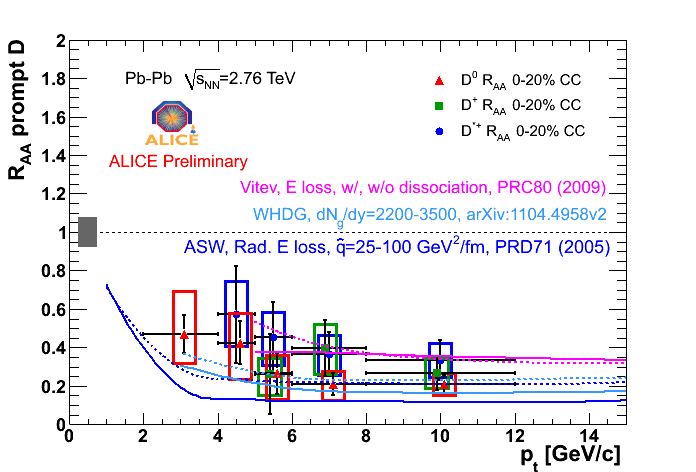 R_AA prompt D
2
1.8
1.6
1.4
1.2
1
0.8
0.6
0.4
0.2
0
Pb-Pb √s_NN=2.76 TeV
ALICE
ALICE Preliminary
D^0 R_AA 0-20% CC
D^+ R_AA 0-20% CC
D^*+ R_AA 0-20% CC
Vitev, E loss, w/, w/o dissociation, PRC80 (2009)
WHDG, dN_g/dy=2200-3500, arXiv:1104.4958v2
ASW, Rad. E loss, q̂=25-100 GeV^2/fm, PRD71 (2005)
0 2 4 6 8 10 12 14
p_t [GeV/c]